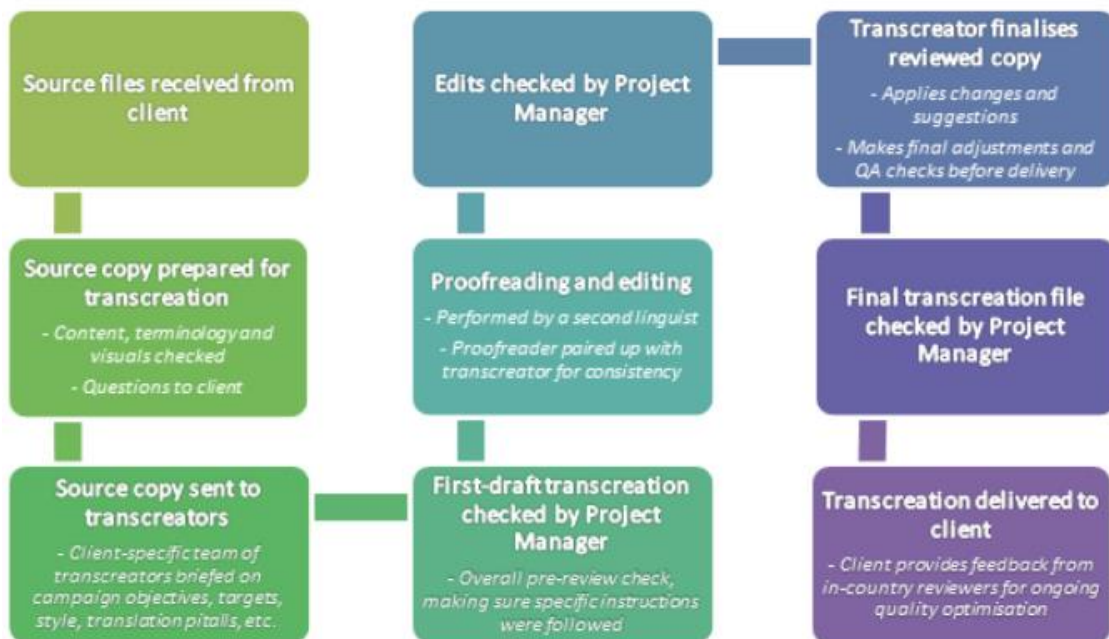 Source files received from
client
Source copy prepared for
transcreation
- Content, terminology and
visuals checked
- Questions to client
Source copy sent to
transcreators
- Client-specific team of
transcreators briefed on
campaign objectives, targets,
style, translation pitalls, etc.
First-draft transcreation
checked by Project
Manager
- Overall pre-review check,
making sure specific instructions
were followed
Proofreading and editing
- Performed by a second linguist
- Proofreader paired up with
transcreator for consistency
Edits checked by Project
Manager
Transcreator finalises
reviewed copy
- Applies changes and
suggestions
- Makes final adjustments and
QA checks before delivery
Final transcreation file
checked by Project
Manager
Transcreation delivered to
client
- Client provides feedback from
in-country reviewers for ongoing
quality optimisation